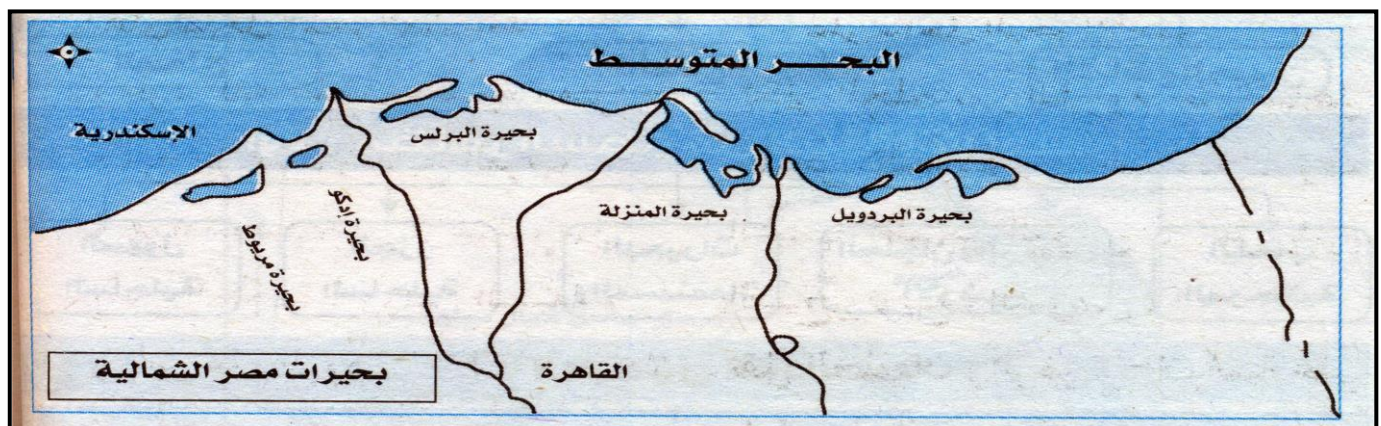 البحر المتوسط
الإسكندرية
بحيرة البرلس
بحيرة إدكو
بحيرة مريوط
بحيرة المنزلة
بحيرة البردويل
القاهرة
بحيرات مصر الشمالية